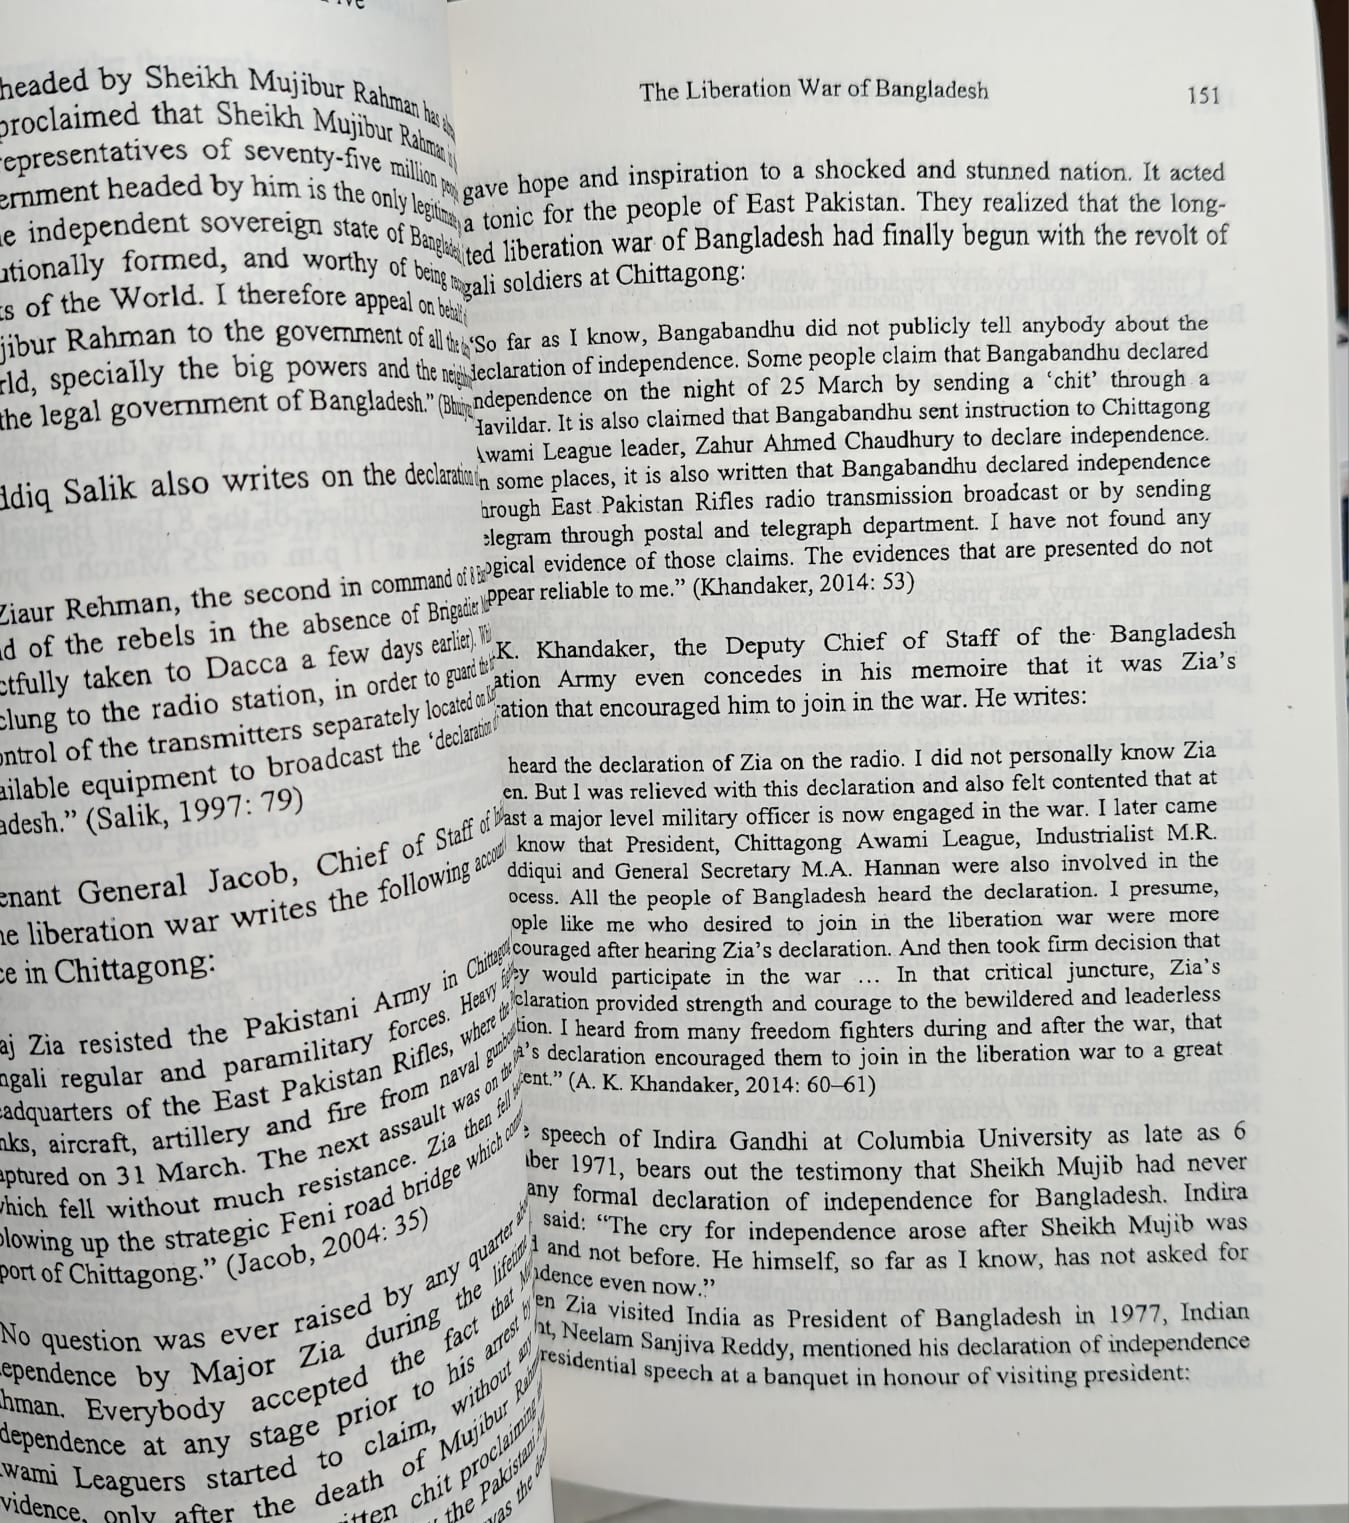 headed by Sheikh Mujibur Rahman has
proclaimed that Sheikh Mujibur Rahman is
representatives of seventy-five million
ernment headed by him is the only
e independent sovereign state of
utionally formed, and worthy of being
ts of the World. I therefore appeal on behalf
jibur Rahman to the government of all the
rld, specially the big powers and the
the legal government of Bangladesh."
ddiq Salik also writes on the declaration
Ziaur Rehman, the second in command of 8
d of the rebels in the absence of Brigadier
ctfully taken to Dacca a few days earlier).
clung to the radio station, in order to guard the
ontrol of the transmitters separately located on
ailable equipment to broadcast the 'declaration of
adesh." (Salik, 1997: 79)
enant General Jacob, Chief of Staff of
ne liberation war writes the following
ce in Chittagong:
aj Zia resisted the Pakistani Army in
ngali regular and paramilitary forces. Heavy
eadquarters of the East Pakistan Rifles, where the
nks, aircraft, artillery and fire from naval
aptured on 31 March. The next assault was on the
which fell without much resistance. Zia then fell
blowing up the strategic Feni road bridge which
port of Chittagong." (Jacob, 2004: 35)
No question was ever raised by any quarter
ependence by Major Zia during the lifetime
hman. Everybody accepted the fact that
dependence at any stage prior to his arrest by
wami Leaguers started to claim, without any
vidence, only after the death of Mujibur
itten chit proclaiming
the Pakistani
was the
The Liberation War of Bangladesh 151
gave hope and inspiration to a shocked and stunned nation. It acted
a tonic for the people of East Pakistan. They realized that the long-
ted liberation war of Bangladesh had finally begun with the revolt of
gali soldiers at Chittagong:
"So far as I know, Bangabandhu did not publicly tell anybody about the
declaration of independence. Some people claim that Bangabandhu declared
ndependence on the night of 25 March by sending a 'chit' through a
Havildar. It is also claimed that Bangabandhu sent instruction to Chittagong
Awami League leader, Zahur Ahmed Chaudhury to declare independence.
n some places, it is also written that Bangabandhu declared independence
hrough East Pakistan Rifles radio transmission broadcast or by sending
elegram through postal and telegraph department. I have not found any
ogical evidence of those claims. The evidences that are presented do not
ppear reliable to me." (Khandaker, 2014: 53)
K. Khandaker, the Deputy Chief of Staff of the Bangladesh
ation Army even concedes in his memoire that it was Zia's
ration that encouraged him to join in the war. He writes:
heard the declaration of Zia on the radio. I did not personally know Zia
en. But I was relieved with this declaration and also felt contented that at
ast a major level military officer is now engaged in the war. I later came
know that President, Chittagong Awami League, Industrialist M.R.
ddiqui and General Secretary M.A. Hannan were also involved in the
ocess. All the people of Bangladesh heard the declaration. I presume,
ople like me who desired to join in the liberation war were more
couraged after hearing Zia's declaration. And then took firm decision that
ey would participate in the war … In that critical juncture, Zia's
claration provided strength and courage to the bewildered and leaderless
tion. I heard from many freedom fighters during and after the war, that
a's declaration encouraged them to join in the liberation war to a great
ent." (A. K. Khandaker, 2014: 60–61)
e speech of Indira Gandhi at Columbia University as late as 6
ber 1971, bears out the testimony that Sheikh Mujib had never
any formal declaration of independence for Bangladesh. Indira
said: "The cry for independence arose after Sheikh Mujib was
d and not before. He himself, so far as I know, has not asked for
ndence even now."
en Zia visited India as President of Bangladesh in 1977, Indian
nt, Neelam Sanjiva Reddy, mentioned his declaration of independence
residential speech at a banquet in honour of visiting president: